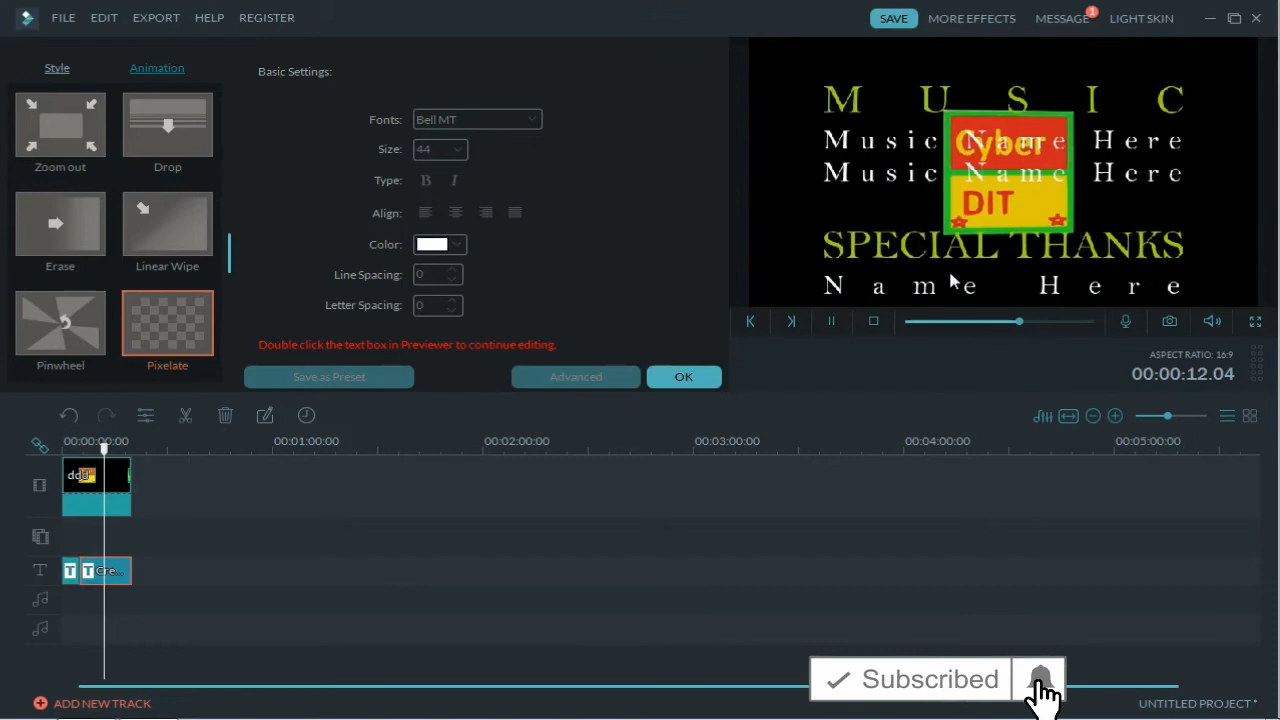 FILE EDIT EXPORT HELP REGISTER SAVE MORE EFFECTS MESSAGE 1 LIGHT SKIN
Style Animation
Zoom out Drop
Erase Linear Wipe
Pinwheel Pixelate
Basic Settings:
Fonts: Bell MT
Size: 44
Type: B I
Align:
Color:
Line Spacing: 0
Letter Spacing: 0
Double click the text box in Previewer to continue editing.
Save as Preset Advanced OK
MUSIC
Music Name Here
Music Name Here
Cyber
DIT
SPECIAL THANKS
Name Here
ASPECT RATIO: 16:9
00:00:12.04
00:00:00:00 00:01:00:00 00:02:00:00 00:03:00:00 00:04:00:00 00:05:00:00
ddd
T T T Cre...
Subscribed
ADD NEW TRACK
UNTITLED PROJECT *